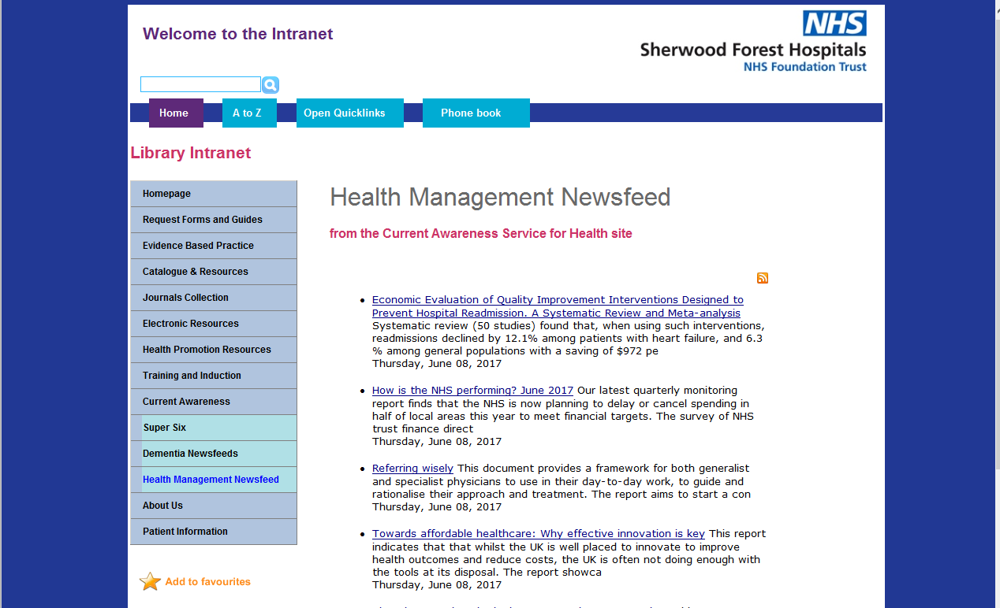 Welcome to the Intranet
NHS
Sherwood Forest Hospitals
NHS Foundation Trust
Home
A to Z
Open Quicklinks
Phone book
Library Intranet
Homepage
Request Forms and Guides
Evidence Based Practice
Catalogue & Resources
Journals Collection
Electronic Resources
Health Promotion Resources
Training and Induction
Current Awareness
Super Six
Dementia Newsfeeds
Health Management Newsfeed
About Us
Patient Information
Add to favourites
Health Management Newsfeed
from the Current Awareness Service for Health site
Economic Evaluation of Quality Improvement Interventions Designed to
Prevent Hospital Readmission. A Systematic Review and Meta-analysis
Systematic review (50 studies) found that, when using such interventions,
readmissions declined by 12.1% among patients with heart failure, and 6.3
% among general populations with a saving of $972 pe
Thursday, June 08, 2017
How is the NHS performing? June 2017 Our latest quarterly monitoring
report finds that the NHS is now planning to delay or cancel spending in
half of local areas this year to meet financial targets. The survey of NHS
trust finance direct
Thursday, June 08, 2017
Referring wisely This document provides a framework for both generalist
and specialist physicians to use in their day-to-day work, to guide and
rationalise their approach and treatment. The report aims to start a con
Thursday, June 08, 2017
Towards affordable healthcare: Why effective innovation is key This report
indicates that that whilst the UK is well placed to innovate to improve
health outcomes and reduce costs, the UK is often not doing enough with
the tools at its disposal. The report showca
Thursday, June 08, 2017